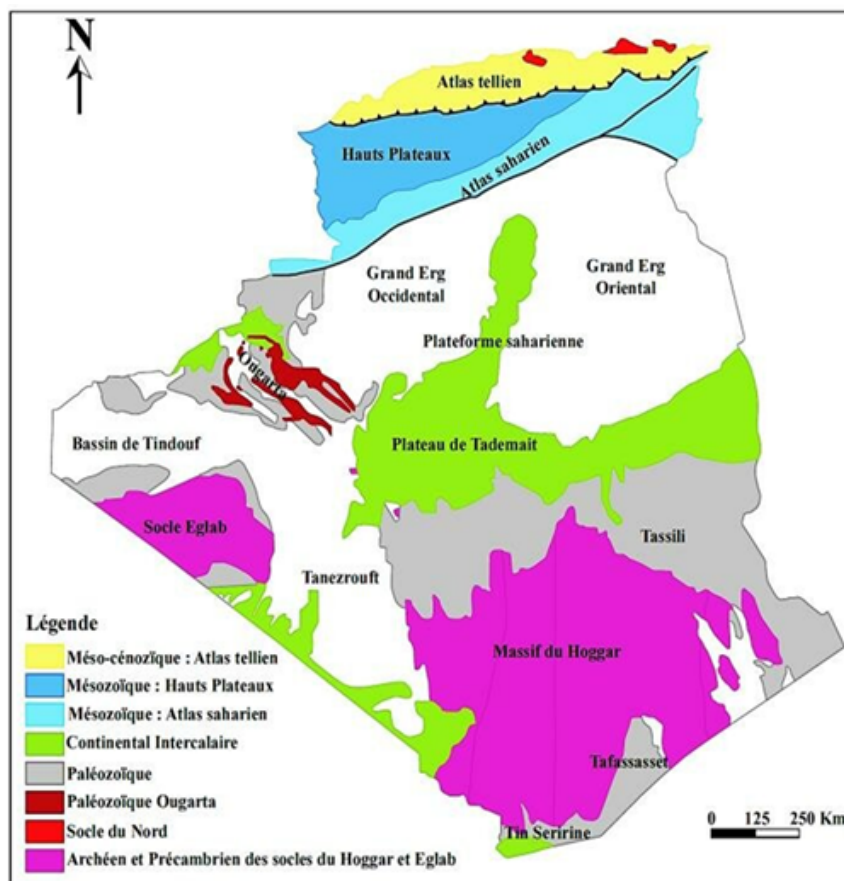 N
Atlas tellien
Hauts Plateaux
Atlas saharien
Grand Erg
Occidental
Grand Erg
Oriental
Plateforme saharienne
Ougarta
Bassin de Tindouf
Plateau de Tademait
Socle Eglab
Tassili
Tanezrouft
Massif du Hoggar
Tafassasset
Tin Seririne
Légende
Méso-cénozïque : Atlas tellien
Mésozoïque : Hauts Plateaux
Mésozoïque : Atlas saharien
Continental Intercalaire
Paléozoïque
Paléozoïque Ougarta
Socle du Nord
Archéen et Précambrien des socles du Hoggar et Eglab
0 125 250 Km